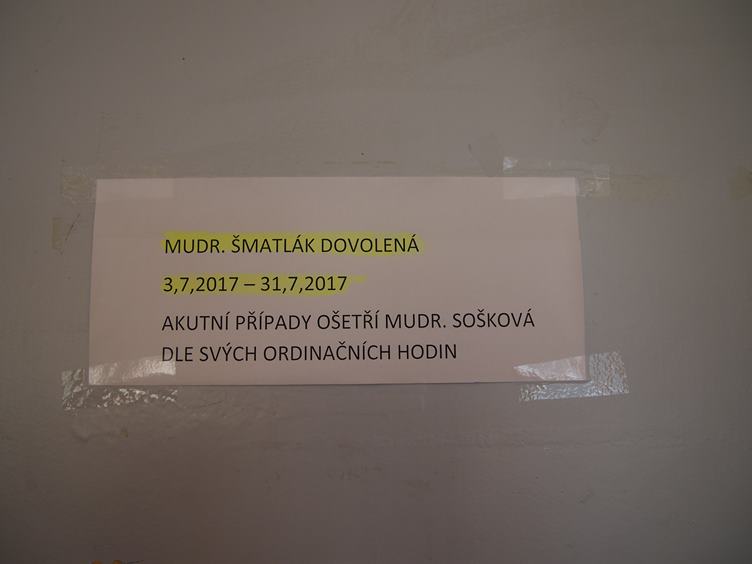 MUDR. ŠMATLÁK DOVOLENÁ
3,7,2017 – 31,7,2017
AKUTNÍ PŘÍPADY OŠETŘÍ MUDR. SOŠKOVÁ
DLE SVÝCH ORDINAČNÍCH HODIN